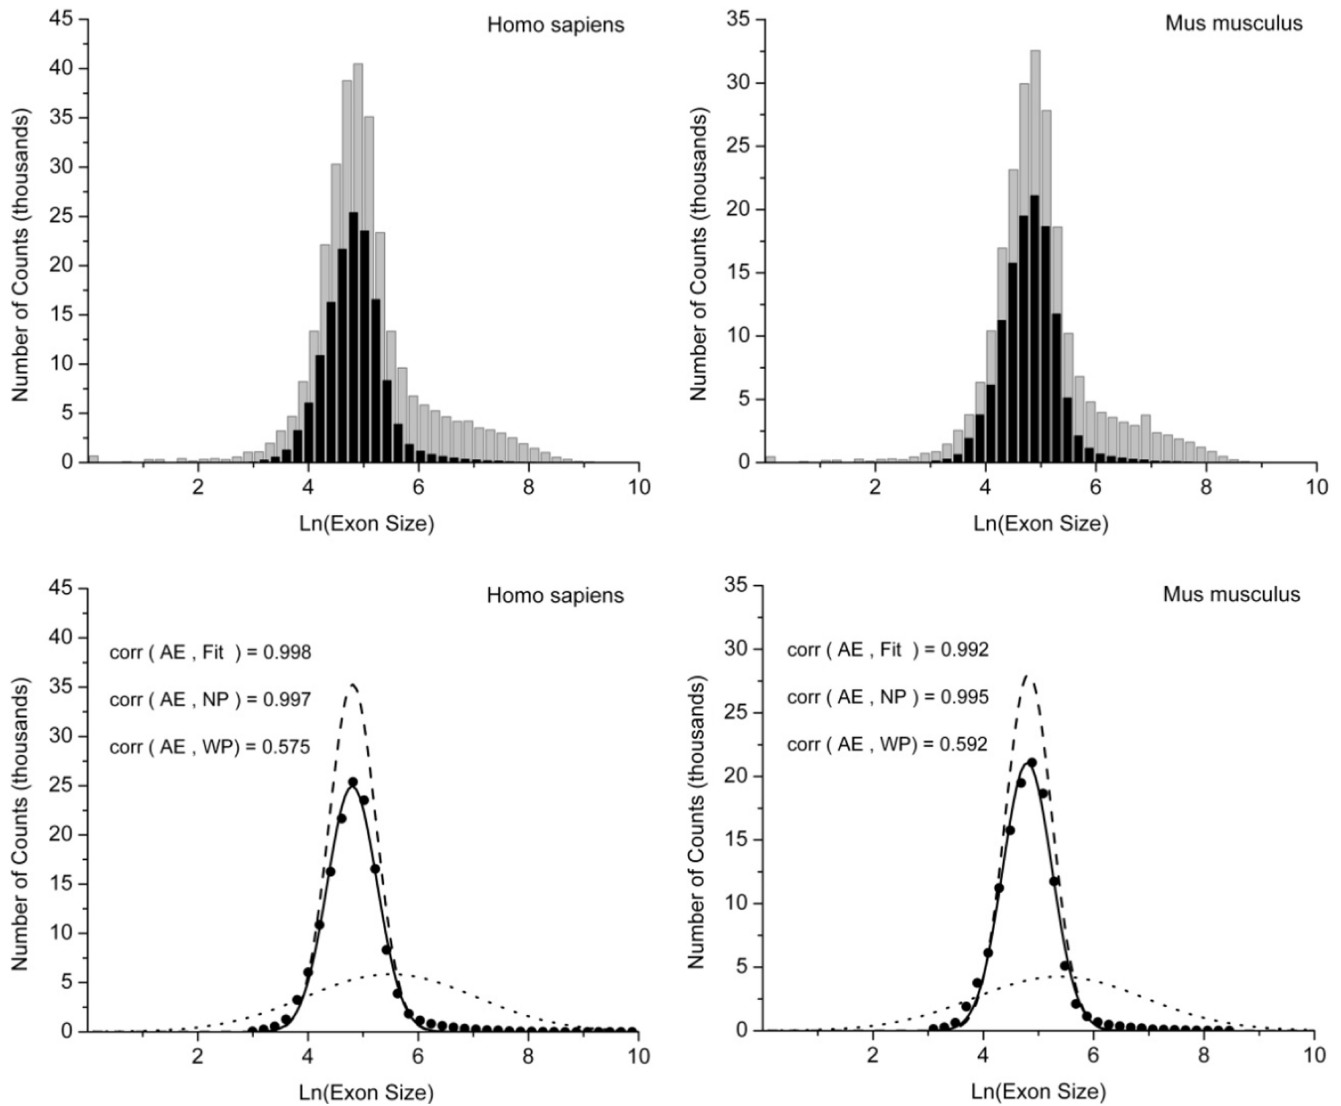 Homo sapiens
Number of Counts (thousands)
45
40
35
30
25
20
15
10
5
0
2 4 6 8 10
Ln(Exon Size)
Mus musculus
Number of Counts (thousands)
35
30
25
20
15
10
5
0
2 4 6 8 10
Ln(Exon Size)
Homo sapiens
corr ( AE , Fit ) = 0.998
corr ( AE , NP ) = 0.997
corr ( AE , WP) = 0.575
Number of Counts (thousands)
45
40
35
30
25
20
15
10
5
0
2 4 6 8 10
Ln(Exon Size)
Mus musculus
corr ( AE , Fit ) = 0.992
corr ( AE , NP ) = 0.995
corr ( AE , WP) = 0.592
Number of Counts (thousands)
35
30
25
20
15
10
5
0
2 4 6 8 10
Ln(Exon Size)